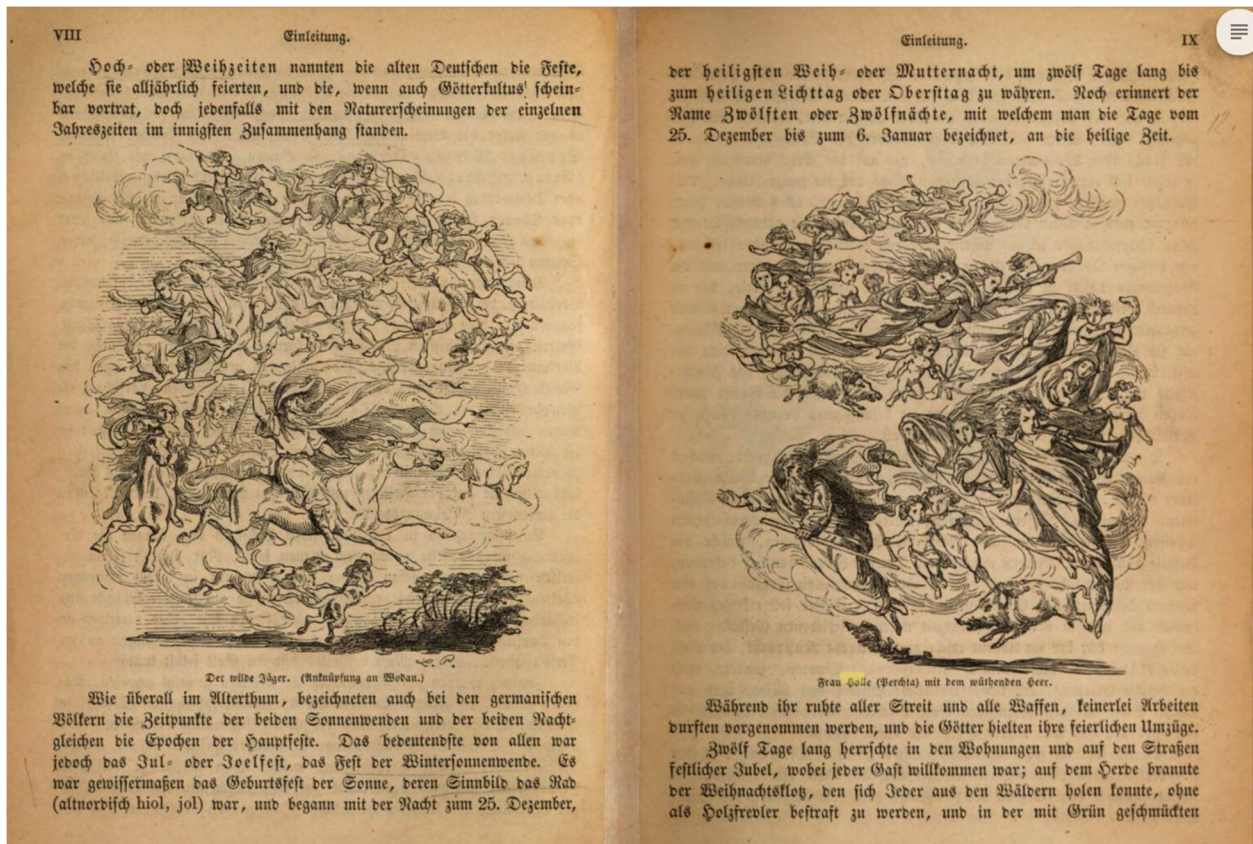 VIII
Einleitung.
Hoch- oder Weihzeiten nannten die alten Deutschen die Feste,
welche sie alljährlich feierten, und die, wenn auch Götterkultus schein-
bar vortrat, doch jedenfalls mit den Naturerscheinungen der einzelnen
Jahreszeiten im innigsten Zusammenhang standen.
L. P.
Der wilde Jäger. (Anknüpfung an Wodan.)
Wie überall im Alterthum, bezeichneten auch bei den germanischen
Völkern die Zeitpunkte der beiden Sonnenwenden und der beiden Nacht-
gleichen die Epochen der Hauptfeste. Das bedeutendste von allen war
jedoch das Jul- oder Joelfest, das Fest der Wintersonnenwende. Es
war gewissermaßen das Geburtsfest der Sonne, deren Sinnbild das Rad
(altnordisch hiol, jol) war, und begann mit der Nacht zum 25. Dezember,
Einleitung.
IX
der heiligsten Weih- oder Mutternacht, um zwölf Tage lang bis
zum heiligen Lichttag oder Obersttag zu währen. Noch erinnert der
Name Zwölften oder Zwölfnächte, mit welchem man die Tage vom
25. Dezember bis zum 6. Januar bezeichnet, an die heilige Zeit.
12.
Frau Holle (Perchta) mit dem wüthenden Heer.
Während ihr ruhte aller Streit und alle Waffen, keinerlei Arbeiten
durften vorgenommen werden, und die Götter hielten ihre feierlichen Umzüge.
Zwölf Tage lang herrschte in den Wohnungen und auf den Straßen
festlicher Jubel, wobei jeder Gast willkommen war; auf dem Herde brannte
der Weihnachtsklotz, den sich Jeder aus den Wäldern holen konnte, ohne
als Holzfrevler bestraft zu werden, und in der mit Grün geschmückten